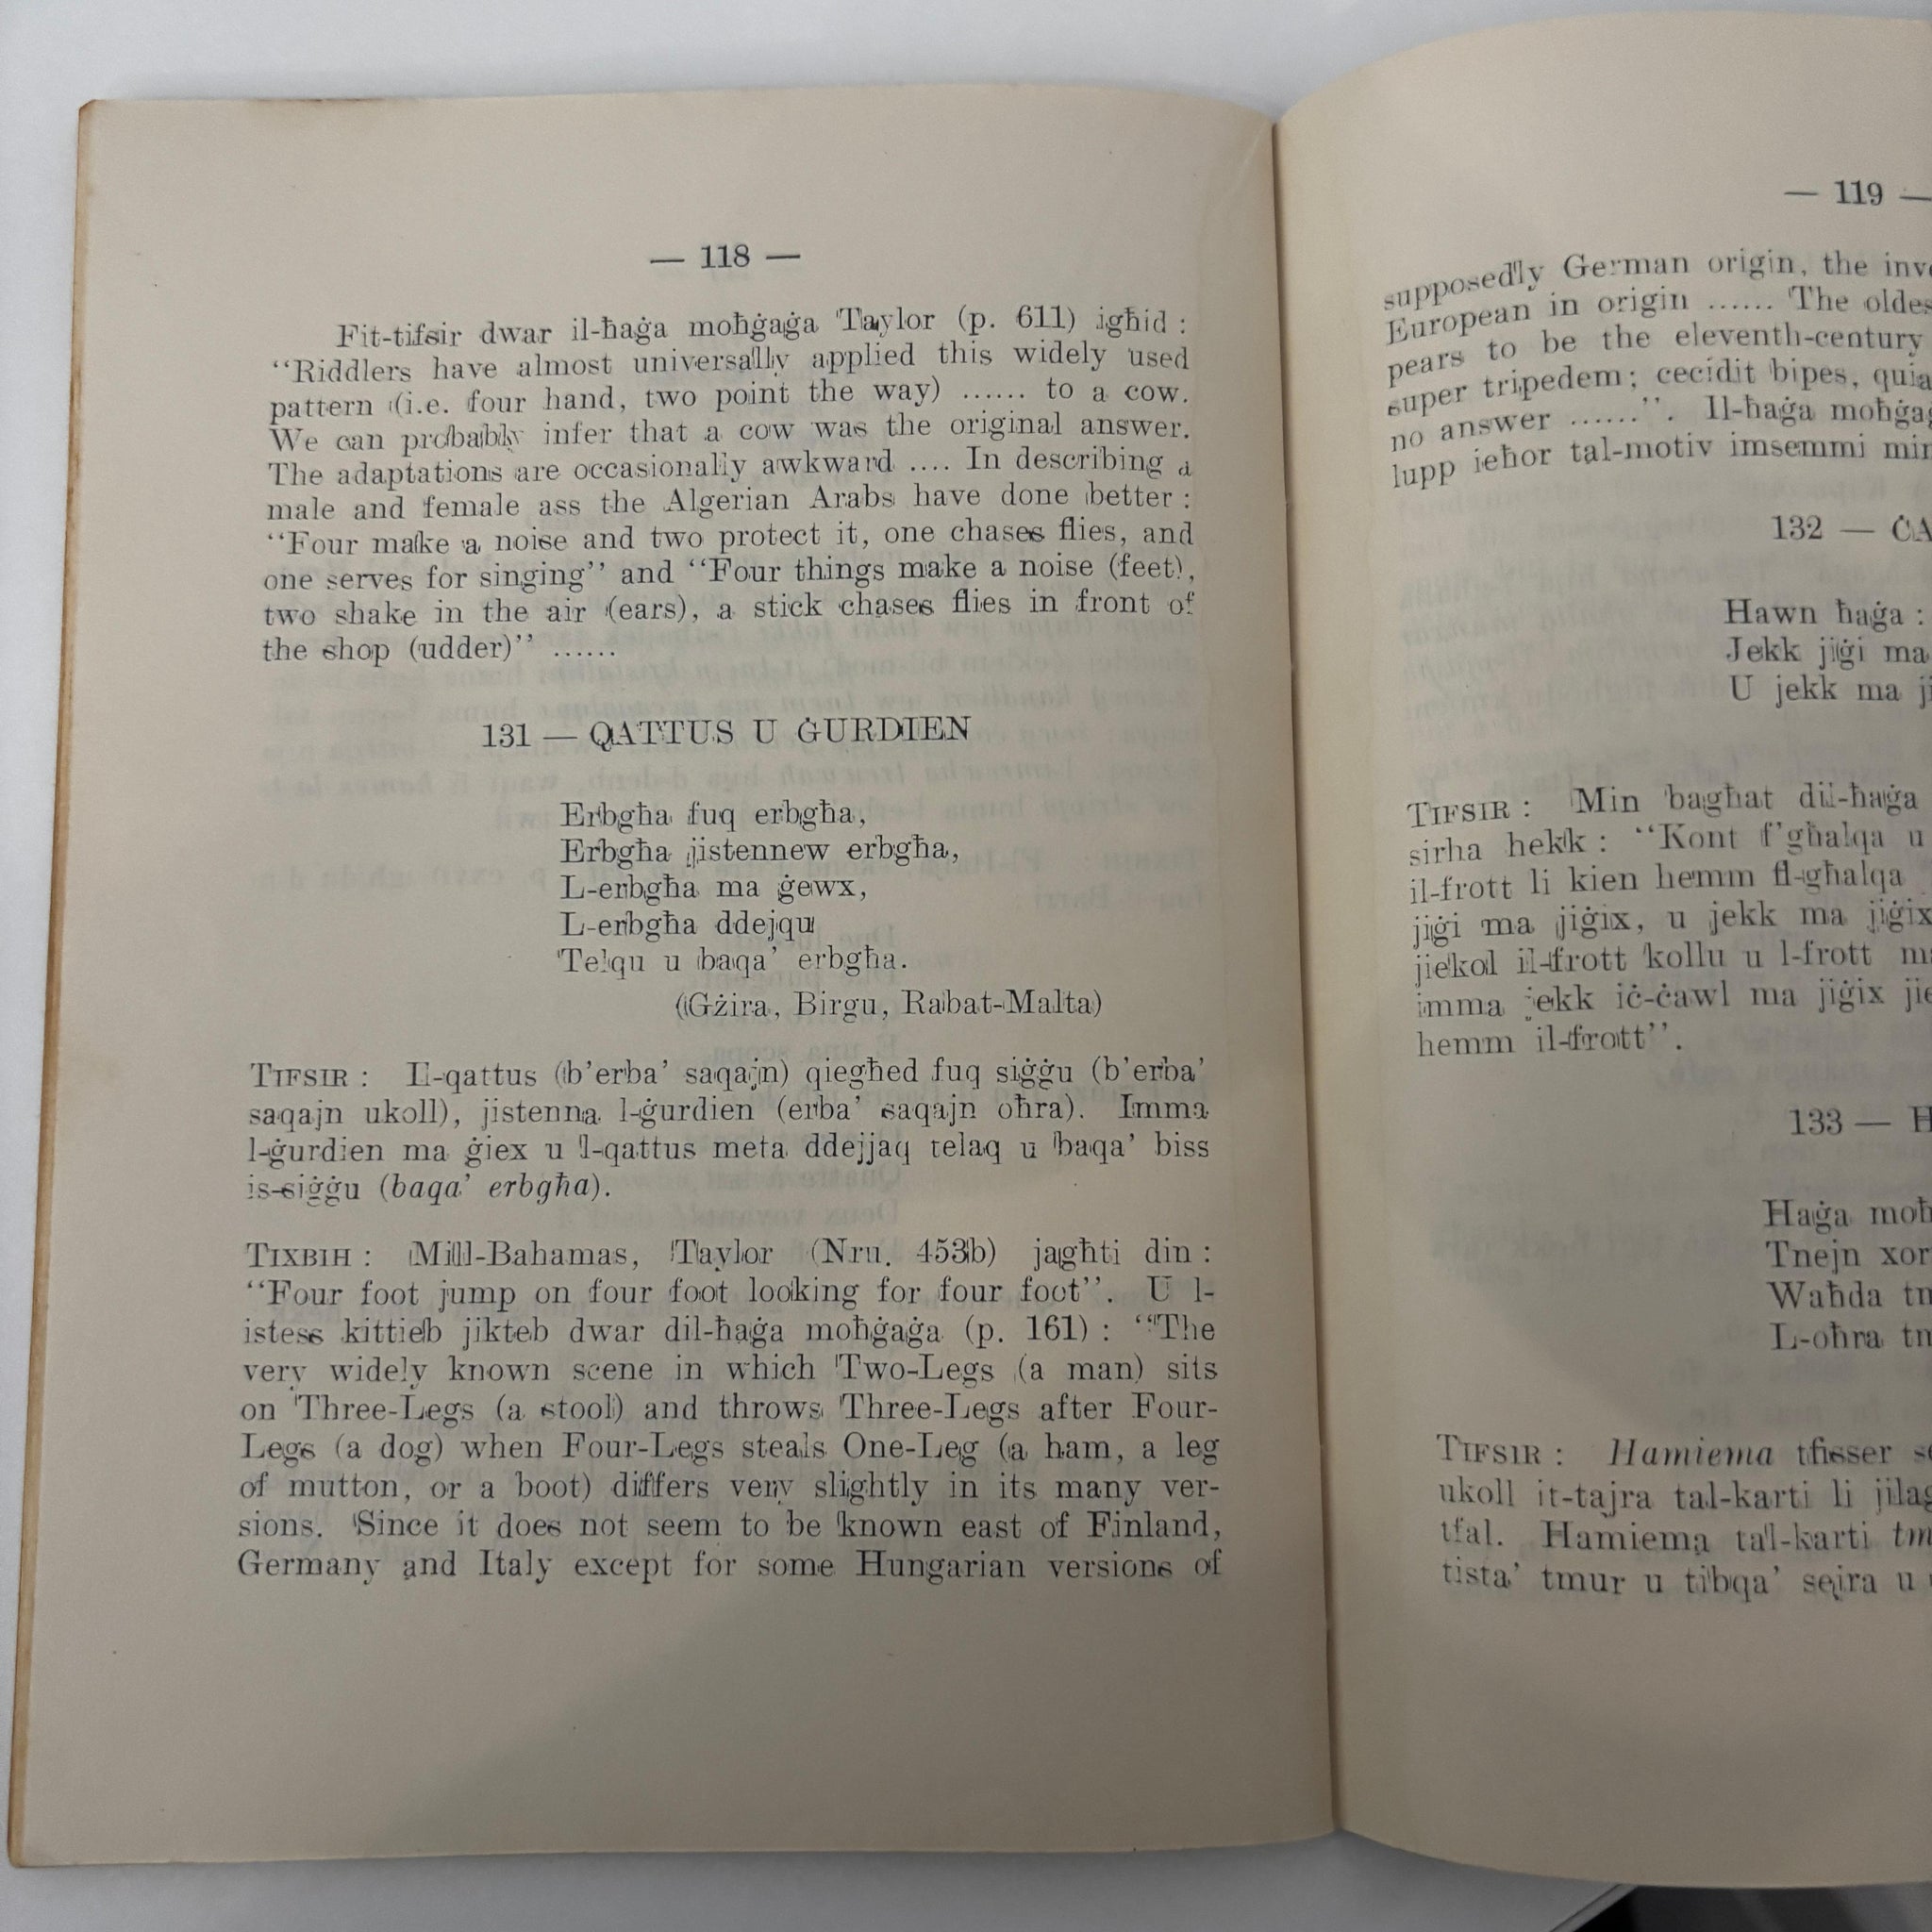 — 118 —
Fit-tifsir dwar il-ħaġa moħġaġa Taylor (p. 611) igħid :
“Riddlers have almost universally applied this widely used
pattern (i.e. four hand, two point the way) ...... to a cow.
We can probably infer that a cow was the original answer.
The adaptations are occasionally awkward .... In describing a
male and female ass the Algerian Arabs have done better :
“Four make a noise and two protect it, one chases flies, and
one serves for singing” and “Four things make a noise (feet),
two shake in the air (ears), a stick chases flies in front of
the shop (udder)” ......
131 — QATTUS U ĠURDIEN
Erbgħa fuq erbgħa,
Erbgħa jistennew erbgħa,
L-erbgħa ma ġewx,
L-erbgħa ddejqu
Telqu u baqa’ erbgħa.
(Gżira, Birgu, Rabat-Malta)
TIFSIR : Il-qattus (b’erba’ saqajn) qiegħed fuq siġġu (b’erba’
saqajn ukoll), jistenna l-ġurdien (erba’ saqajn oħra). Imma
l-ġurdien ma ġiex u l-qattus meta ddejjaq telaq u baqa’ biss
is-siġġu (baqa’ erbgħa).
TIXBIH : Mill-Bahamas, Taylor (Nru. 453b) jagħti din :
“Four foot jump on four foot looking for four foot”. U l-
istess kittieb jikteb dwar dil-ħaġa moħġaġa (p. 161) : “The
very widely known scene in which Two-Legs (a man) sits
on Three-Legs (a stool) and throws Three-Legs after Four-
Legs (a dog) when Four-Legs steals One-Leg (a ham, a leg
of mutton, or a boot) differs very slightly in its many ver-
sions. Since it does not seem to be known east of Finland,
Germany and Italy except for some Hungarian versions of
— 119 —
supposedly German origin, the
European in origin ...... The
pears to be the eleventh-century
super tripedem; cecidit bipes,
no answer ......”. Il-ħaġa
lupp ieħor tal-motiv imsemmi
132 —
Hawn ħaġa :
Jekk jiġi ma
U jekk ma
TIFSIR : Min bagħat dil-ħaġa
sirha hekk : “Kont f’għalqa u
il-frott li kien hemm fl-għalqa
jiġi ma jiġix, u jekk ma jiġix
jiekol il-frott kollu u l-frott
imma jekk iċ-ċawl ma jiġix
hemm il-frott”.
133 —
Ħaġa
Tnejn
Waħda
L-oħra
TIFSIR : Ħamiema tfisser
ukoll it-tajra tal-karti li
tfal. Ħamiema tal-karti
tista’ tmur u tibqa’ sejra u